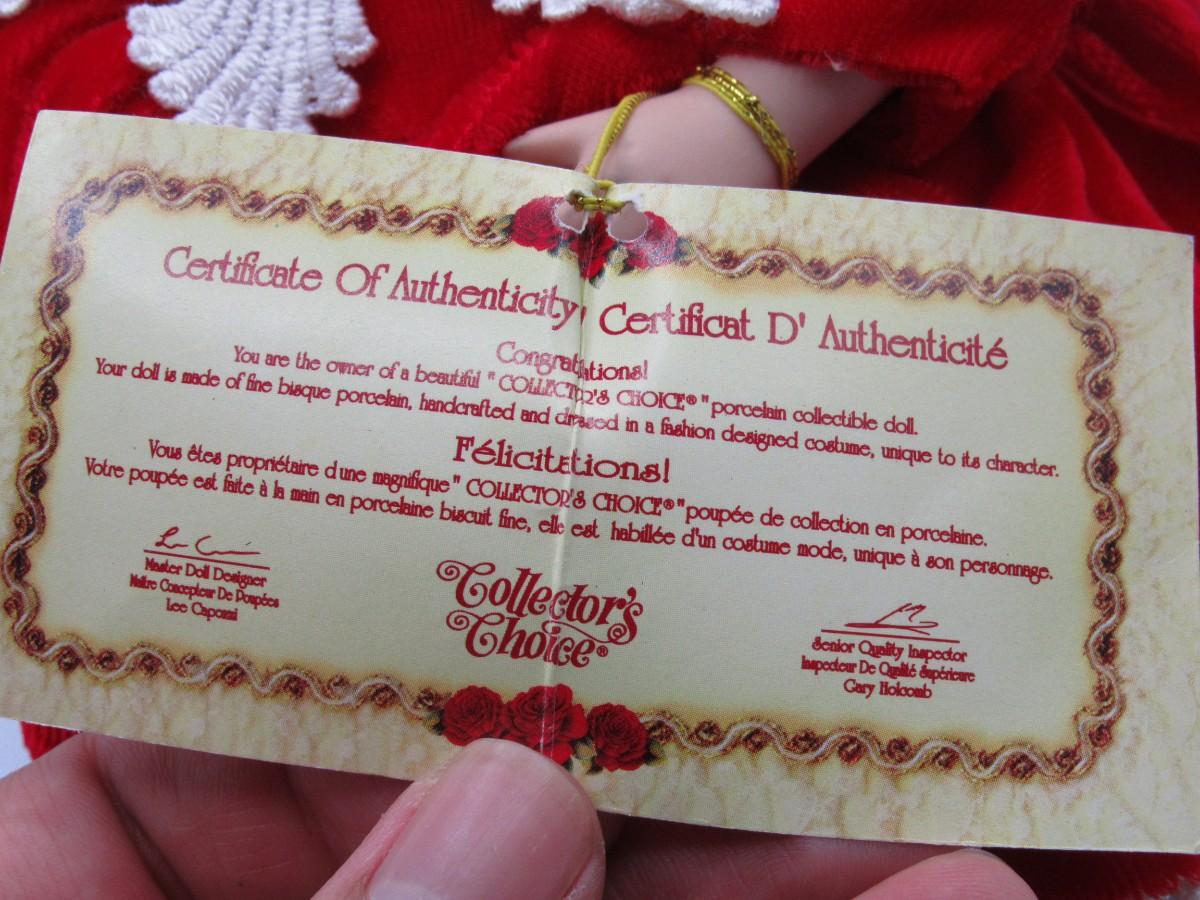 Certificate Of Authenticity, Certificat D' Authenticité
Congratulations!
You are the owner of a beautiful " COLLECTOR'S CHOICE® " porcelain collectible doll.
Your doll is made of fine bisque porcelain, handcrafted and dressed in a fashion designed costume, unique to its character.
Félicitations!
Vous êtes propriétaire d'une magnifique " COLLECTOR'S CHOICE® " poupée de collection en porcelaine.
Votre poupée est faite à la main en porcelaine biscuit fine, elle est habillée d'un costume mode, unique à son personnage.
Master Doll Designer
Maître Concepteur De Poupées
Lee Capozzi
Collector's
Choice®
Senior Quality Inspector
Inspecteur De Qualité Supérieure
Gary Holcomb